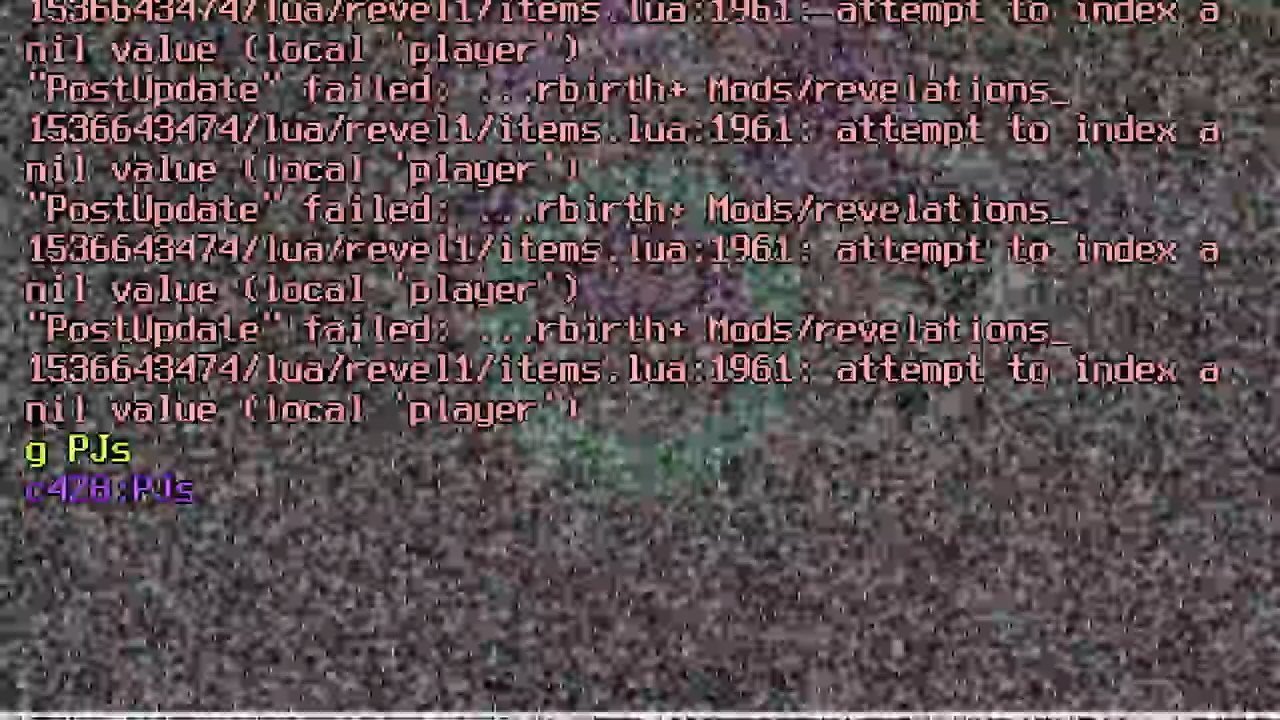 1536643474/lua/revel1/items.lua:1961: attempt to index a
nil value (local 'player')
"PostUpdate" failed: ...rbirth+ Mods/revelations_
1536643474/lua/revel1/items.lua:1961: attempt to index a
nil value (local 'player')
"PostUpdate" failed: ...rbirth+ Mods/revelations_
1536643474/lua/revel1/items.lua:1961: attempt to index a
nil value (local 'player')
"PostUpdate" failed: ...rbirth+ Mods/revelations_
1536643474/lua/revel1/items.lua:1961: attempt to index a
nil value (local 'player')
g PJs
c428:PJs